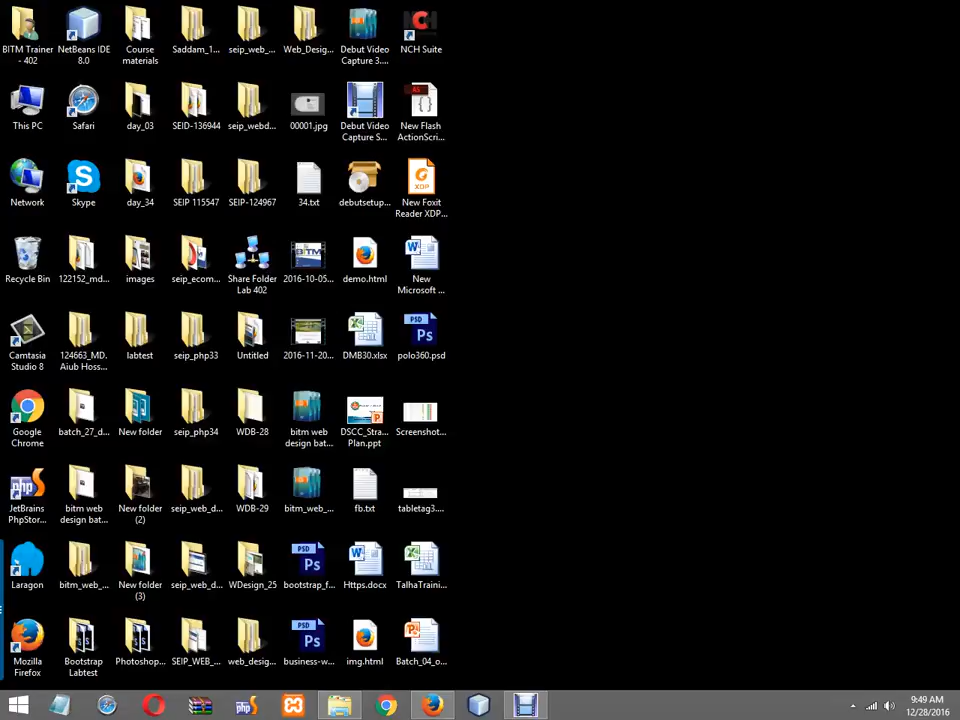 BITM Trainer
- 402
NetBeans IDE
8.0
Course
materials
Saddam_1...
seip_web_...
Web_Desig...
Debut Video
Capture 3....
NCH Suite
This PC
Safari
day_03
SEID-136944
seip_webd...
00001.jpg
Debut Video
Capture S...
New Flash
ActionScri...
Network
Skype
day_34
SEIP 115547
SEIP-124967
34.txt
debutsetup...
New Foxit
Reader XDP...
Recycle Bin
122152_md...
images
seip_ecom...
Share Folder
Lab 402
2016-10-05...
demo.html
New
Microsoft ...
Camtasia
Studio 8
124663_MD.
Aiub Hoss...
labtest
seip_php33
Untitled
2016-11-20...
DMB30.xlsx
polo360.psd
Google
Chrome
batch_27_d...
New folder
seip_php34
WDB-28
bitm web
design bat...
DSCC_Stra...
Plan.ppt
Screenshot...
JetBrains
PhpStor...
bitm web
design bat...
New folder
(2)
seip_web_d...
WDB-29
bitm_web_...
fb.txt
tabletag3....
Laragon
bitm_web_...
New folder
(3)
seip_web_d...
WDesign_25
bootstrap_f...
Https.docx
TalhaTraini...
Mozilla
Firefox
Bootstrap
Labtest
Photoshop...
SEIP_WEB_...
web_desig...
business-w...
img.html
Batch_04_o...
9:49 AM
12/28/2016